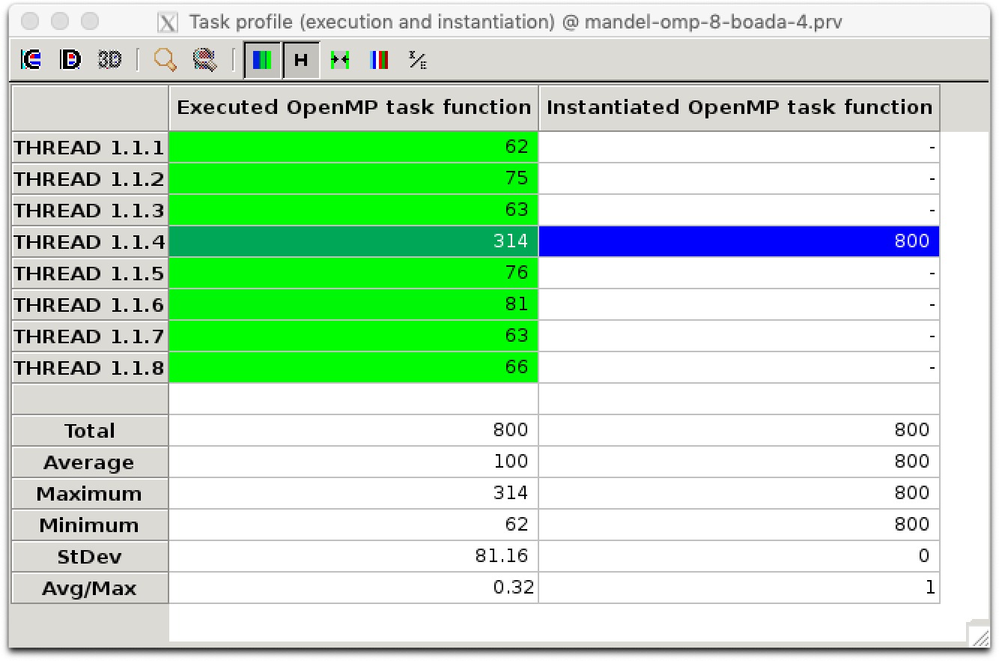 Task profile (execution and instantiation) @ mandel-omp-8-boada-4.prv
3D
H
Executed OpenMP task function Instantiated OpenMP task function
THREAD 1.1.1 62 -
THREAD 1.1.2 75 -
THREAD 1.1.3 63 -
THREAD 1.1.4 314 800
THREAD 1.1.5 76 -
THREAD 1.1.6 81 -
THREAD 1.1.7 63 -
THREAD 1.1.8 66 -
Total 800 800
Average 100 800
Maximum 314 800
Minimum 62 800
StDev 81.16 0
Avg/Max 0.32 1